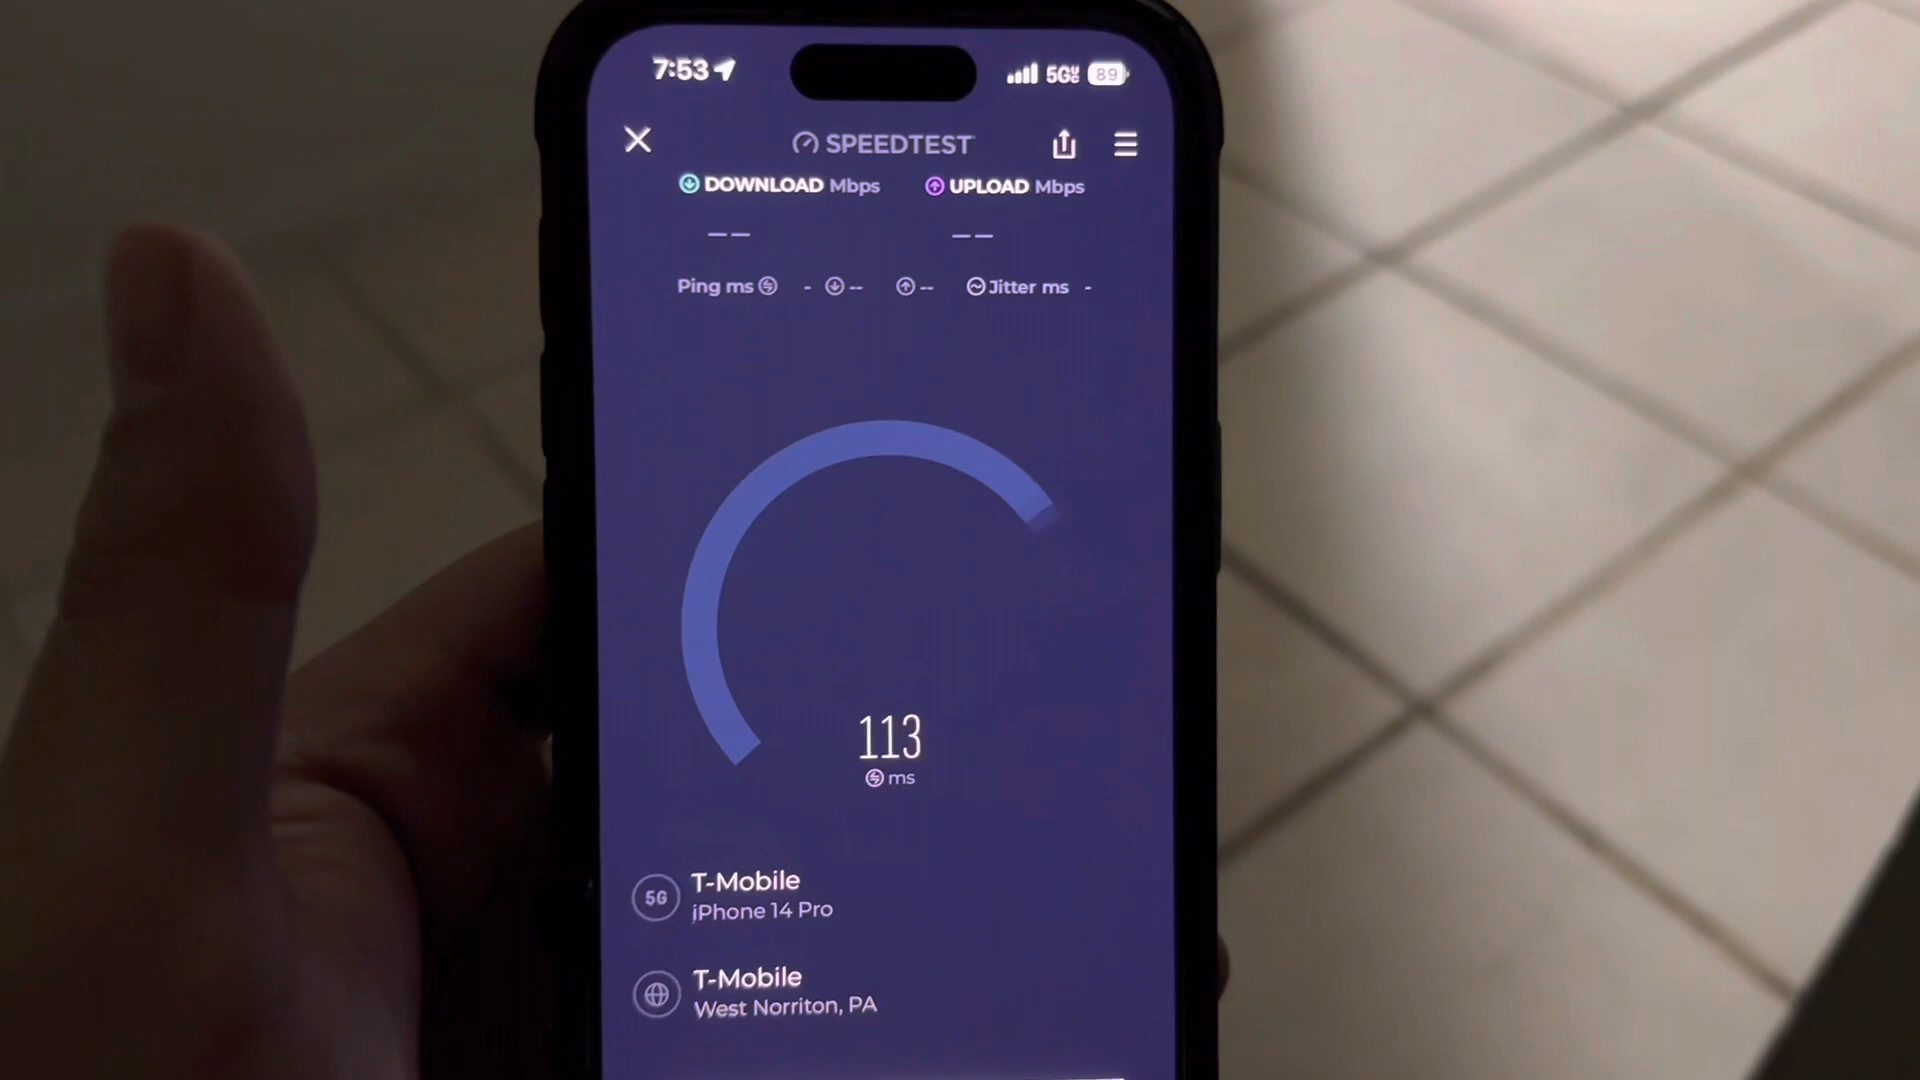 7:53 5G UC 89
SPEEDTEST
DOWNLOAD Mbps UPLOAD Mbps
-- --
Ping ms - -- -- Jitter ms -
113
ms
5G T-Mobile
iPhone 14 Pro
T-Mobile
West Norriton, PA